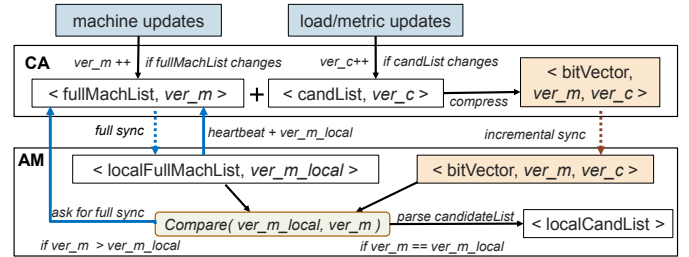 machine updates
load/metric updates
CA
ver_m ++
if fullMachList changes
ver_c++
if candList changes
< fullMachList, ver_m >
+
< candList, ver_c >
compress
< bitVector,
ver_m, ver_c >
full sync
heartbeat + ver_m_local
incremental sync
AM
< localFullMachList, ver_m_local >
< bitVector, ver_m, ver_c >
ask for full sync
Compare( ver_m_local, ver_m )
parse candidateList
< localCandList >
if ver_m > ver_m_local
if ver_m == ver_m_local